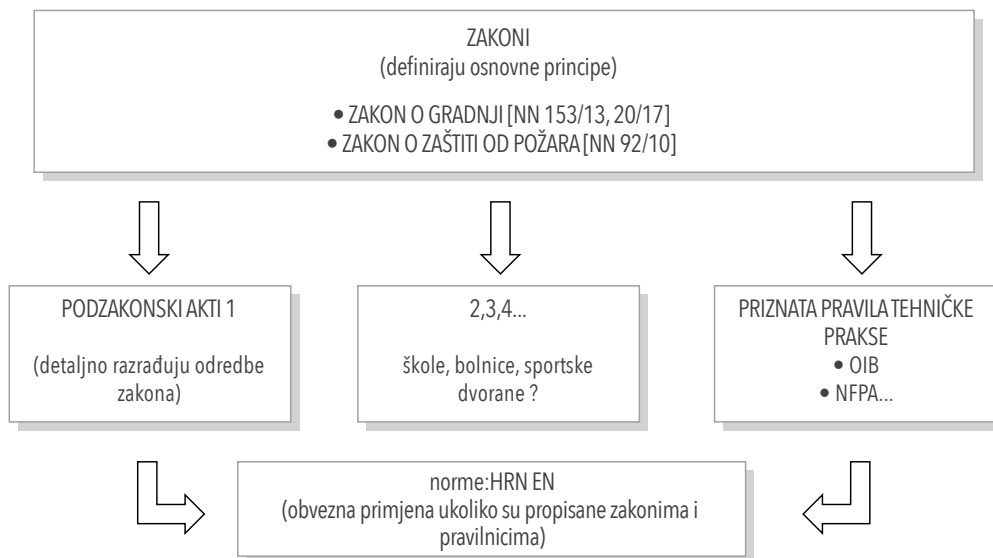 ZAKONI
(definiraju osnovne principe)
• ZAKON O GRADNJI [NN 153/13, 20/17]
• ZAKON O ZAŠTITI OD POŽARA [NN 92/10]
PODZAKONSKI AKTI 1
(detaljno razrađuju odredbe
zakona)
2,3,4...
škole, bolnice, sportske
dvorane ?
PRIZNATA PRAVILA TEHNIČKE
PRAKSE
• OIB
• NFPA...
norme:HRN EN
(obvezna primjena ukoliko su propisane zakonima i
pravilnicima)